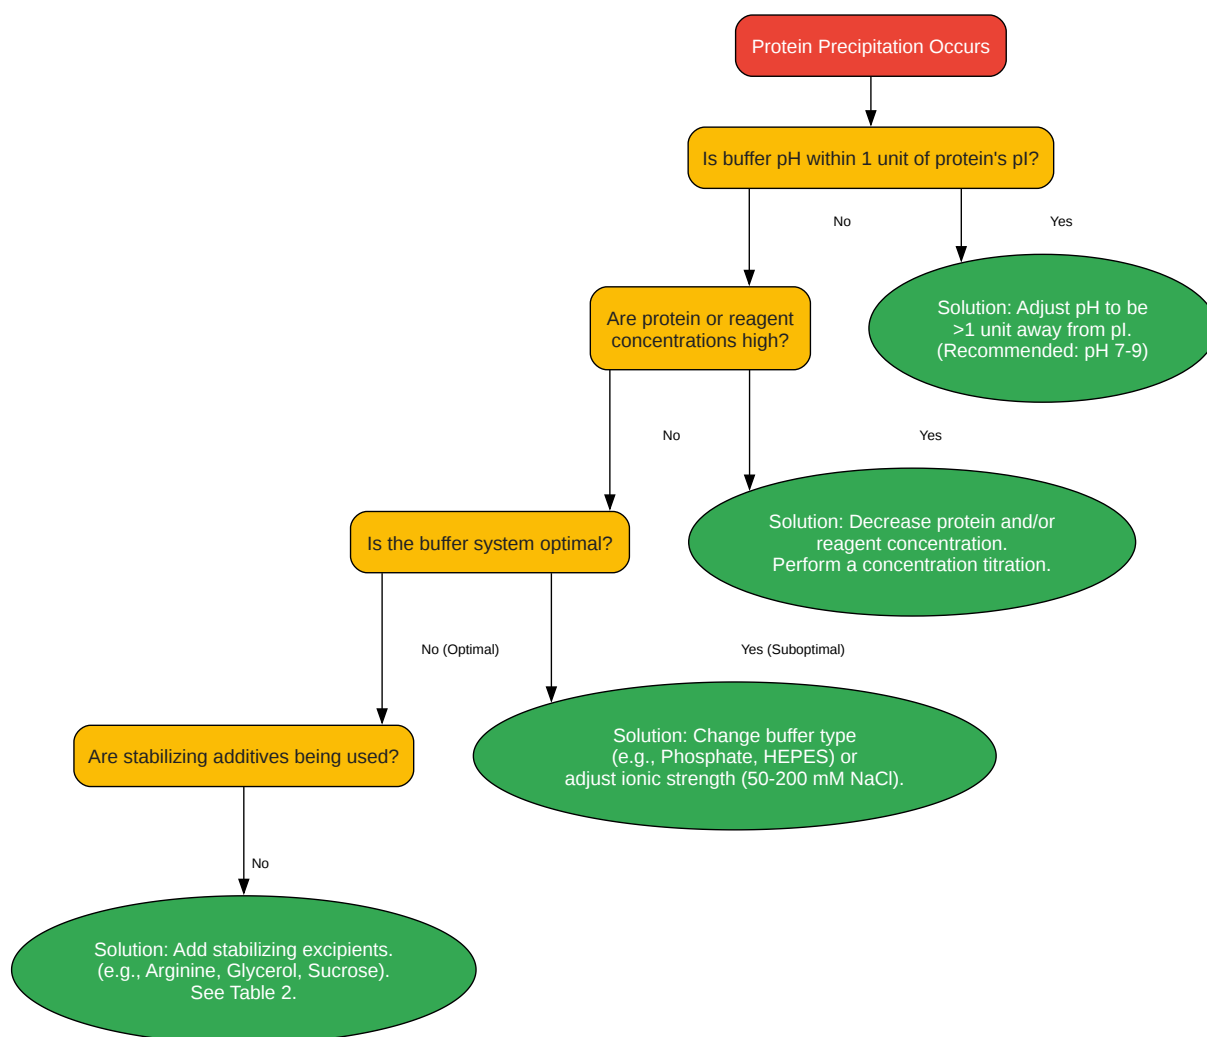 Protein Precipitation Occurs
Is buffer pH within 1 unit of protein's pI?
No
Yes
Are protein or reagent
concentrations high?
Solution: Adjust pH to be
>1 unit away from pI.
(Recommended: pH 7-9)
No
Yes
Is the buffer system optimal?
Solution: Decrease protein and/or
reagent concentration.
Perform a concentration titration.
No (Optimal)
Yes (Suboptimal)
Are stabilizing additives being used?
Solution: Change buffer type
(e.g., Phosphate, HEPES) or
adjust ionic strength (50-200 mM NaCl).
No
Solution: Add stabilizing excipients.
(e.g., Arginine, Glycerol, Sucrose).
See Table 2.